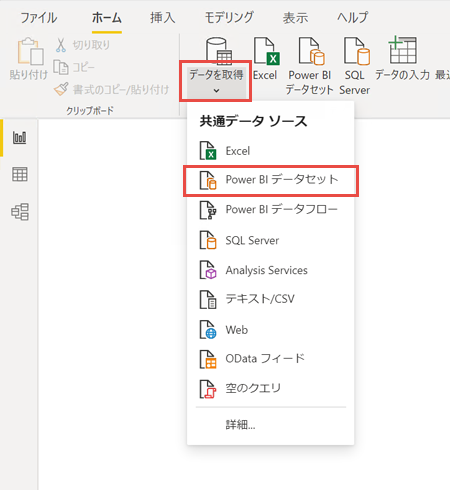 ファイル ホーム 挿入 モデリング 表示 ヘルプ
貼り付け
切り取り
コピー
書式のコピー/貼り付け
クリップボード
データを取得
Excel
Power BI
データセット
SQL
Server
データの入力
最近
共通データ ソース
Excel
Power BI データセット
Power BI データフロー
SQL Server
Analysis Services
テキスト/CSV
Web
OData フィード
空のクエリ
詳細...